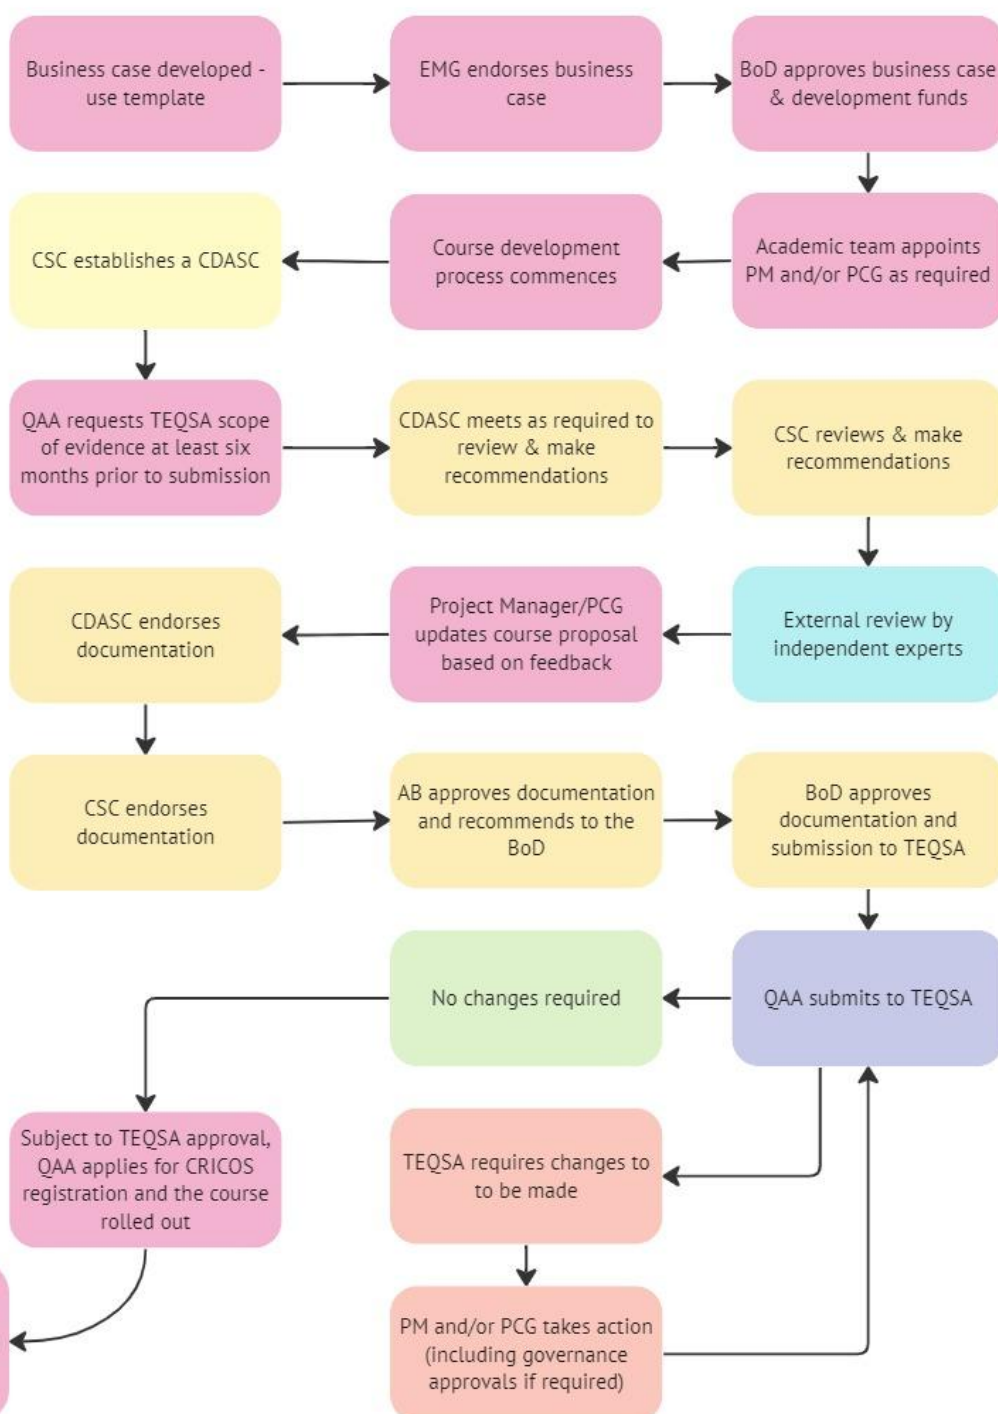 Business case developed -
use template
EMG endorses business
case
BoD approves business case
& development funds
CSC establishes a CDASC
Course development
process commences
Academic team appoints
PM and/or PCG as required
QAA requests TEQSA scope
of evidence at least six
months prior to submission
CDASC meets as required to
review & make
recommendations
CSC reviews & make
recommendations
CDASC endorses
documentation
Project Manager/PCG
updates course proposal
based on feedback
External review by
independent experts
CSC endorses
documentation
AB approves documentation
and recommends to the
BoD
BoD approves
documentation and
submission to TEQSA
No changes required
QAA submits to TEQSA
Subject to TEQSA approval,
QAA applies for CRICOS
registration and the course
rolled out
TEQSA requires changes to
to be made
PM and/or PCG takes action
(including governance
approvals if required)